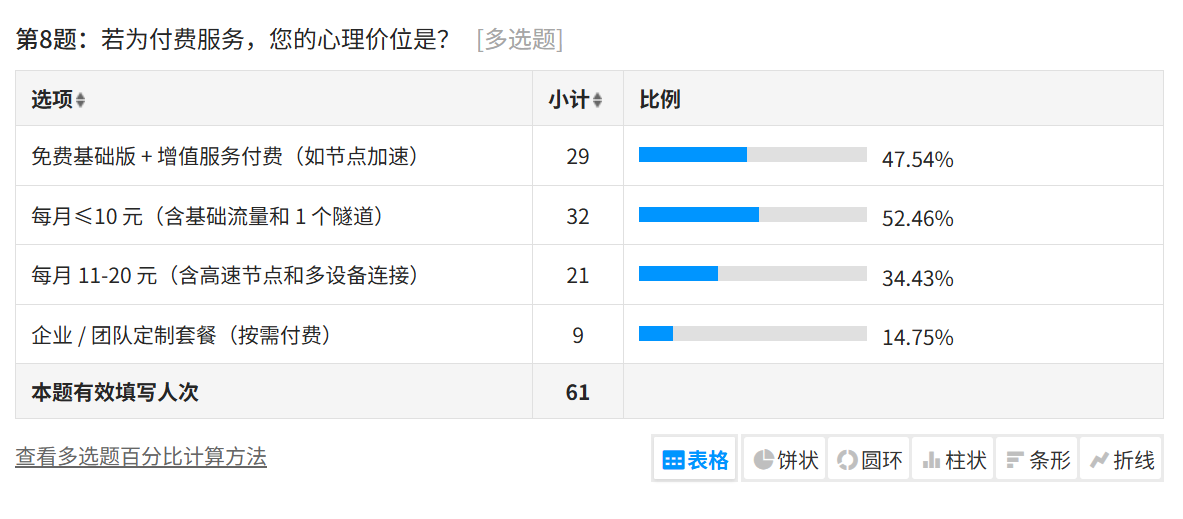 第8题：若为付费服务，您的心理价位是？ [多选题]
选项 小计 比例
免费基础版 + 增值服务付费（如节点加速） 29 47.54%
每月≤10 元（含基础流量和 1 个隧道） 32 52.46%
每月 11-20 元（含高速节点和多设备连接） 21 34.43%
企业 / 团队定制套餐（按需付费） 9 14.75%
本题有效填写人次 61
查看多选题百分比计算方法 表格 饼状 圆环 柱状 条形 折线